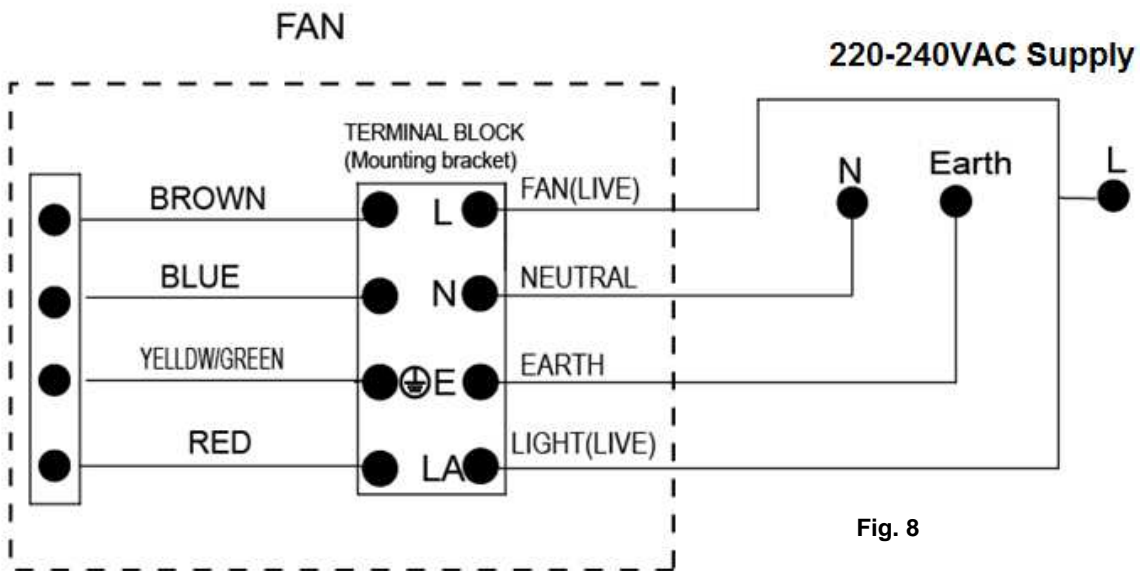 FAN
220-240VAC Supply
TERMINAL BLOCK
(Mounting bracket)
BROWN
L
FAN(LIVE)
N
Earth
L
BLUE
N
NEUTRAL
YELLDW/GREEN
E
EARTH
RED
LA
LIGHT(LIVE)
Fig. 8